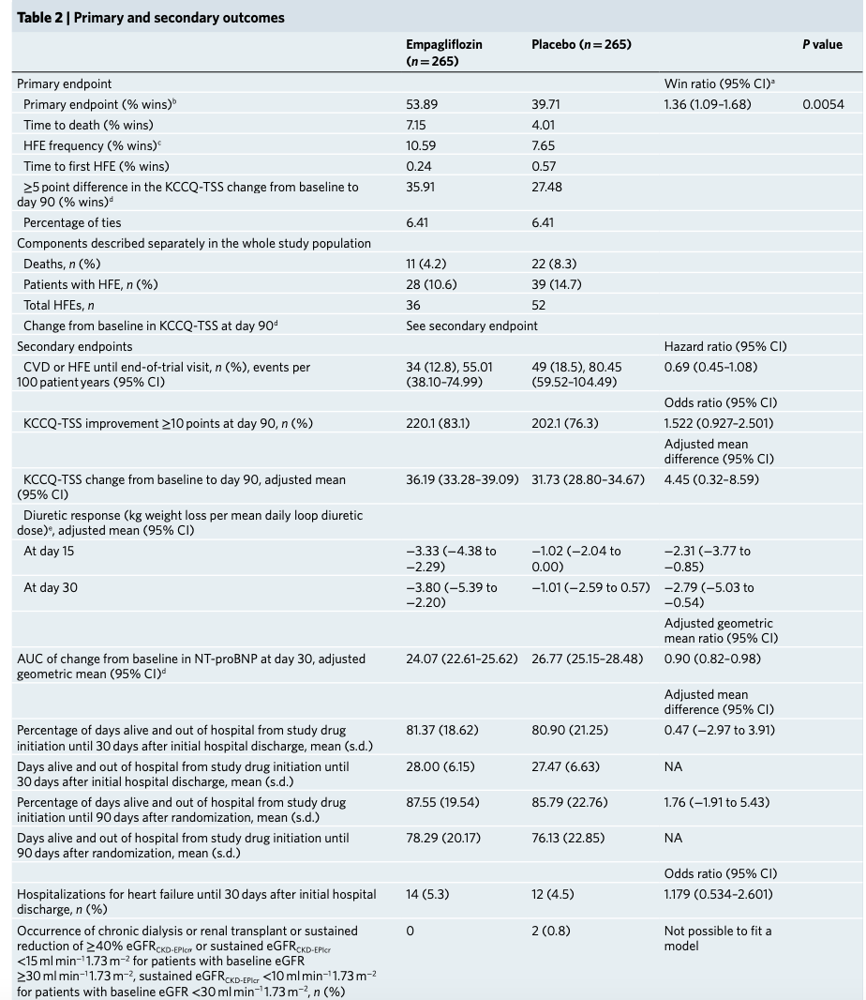 Table 2 | Primary and secondary outcomes
Empagliflozin (n=265) Placebo (n=265) P value
Primary endpoint Win ratio (95% CI)ᵃ
Primary endpoint (% wins)ᵇ 53.89 39.71 1.36 (1.09–1.68) 0.0054
Time to death (% wins) 7.15 4.01
HFE frequency (% wins)ᶜ 10.59 7.65
Time to first HFE (% wins) 0.24 0.57
≥5 point difference in the KCCQ-TSS change from baseline to
day 90 (% wins)ᵈ 35.91 27.48
Percentage of ties 6.41 6.41
Components described separately in the whole study population
Deaths, n (%) 11 (4.2) 22 (8.3)
Patients with HFE, n (%) 28 (10.6) 39 (14.7)
Total HFEs, n 36 52
Change from baseline in KCCQ-TSS at day 90ᵈ See secondary endpoint
Secondary endpoints Hazard ratio (95% CI)
CVD or HFE until end-of-trial visit, n (%), events per 34 (12.8), 55.01 49 (18.5), 80.45 0.69 (0.45–1.08)
100 patient years (95% CI) (38.10–74.99) (59.52–104.49)
Odds ratio (95% CI)
KCCQ-TSS improvement ≥10 points at day 90, n (%) 220.1 (83.1) 202.1 (76.3) 1.522 (0.927–2.501)
Adjusted mean
difference (95% CI)
KCCQ-TSS change from baseline to day 90, adjusted mean 36.19 (33.28–39.09) 31.73 (28.80–34.67) 4.45 (0.32–8.59)
(95% CI)
Diuretic response (kg weight loss per mean daily loop diuretic
dose)ᵉ, adjusted mean (95% CI)
At day 15 −3.33 (−4.38 to −1.02 (−2.04 to −2.31 (−3.77 to
−2.29) 0.00) −0.85)
At day 30 −3.80 (−5.39 to −1.01 (−2.59 to 0.57) −2.79 (−5.03 to
−2.20) −0.54)
Adjusted geometric
mean ratio (95% CI)
AUC of change from baseline in NT-proBNP at day 30, adjusted 24.07 (22.61–25.62) 26.77 (25.15–28.48) 0.90 (0.82–0.98)
geometric mean (95% CI)ᵈ
Adjusted mean
difference (95% CI)
Percentage of days alive and out of hospital from study drug 81.37 (18.62) 80.90 (21.25) 0.47 (−2.97 to 3.91)
initiation until 30 days after initial hospital discharge, mean (s.d.)
Days alive and out of hospital from study drug initiation until 28.00 (6.15) 27.47 (6.63) NA
30 days after initial hospital discharge, mean (s.d.)
Percentage of days alive and out of hospital from study drug 87.55 (19.54) 85.79 (22.76) 1.76 (−1.91 to 5.43)
initiation until 90 days after randomization, mean (s.d.)
Days alive and out of hospital from study drug initiation until 78.29 (20.17) 76.13 (22.85) NA
90 days after randomization, mean (s.d.)
Odds ratio (95% CI)
Hospitalizations for heart failure until 30 days after initial hospital 14 (5.3) 12 (4.5) 1.179 (0.534–2.601)
discharge, n (%)
Occurrence of chronic dialysis or renal transplant or sustained 0 2 (0.8) Not possible to fit a
reduction of ≥40% eGFRCKD-EPIcr, or sustained eGFRCKD-EPIcr model
<15 ml min⁻¹ 1.73 m⁻² for patients with baseline eGFR
≥30 ml min⁻¹ 1.73 m⁻², sustained eGFRCKD-EPIcr <10 ml min⁻¹ 1.73 m⁻²
for patients with baseline eGFR <30 ml min⁻¹ 1.73 m⁻², n (%)